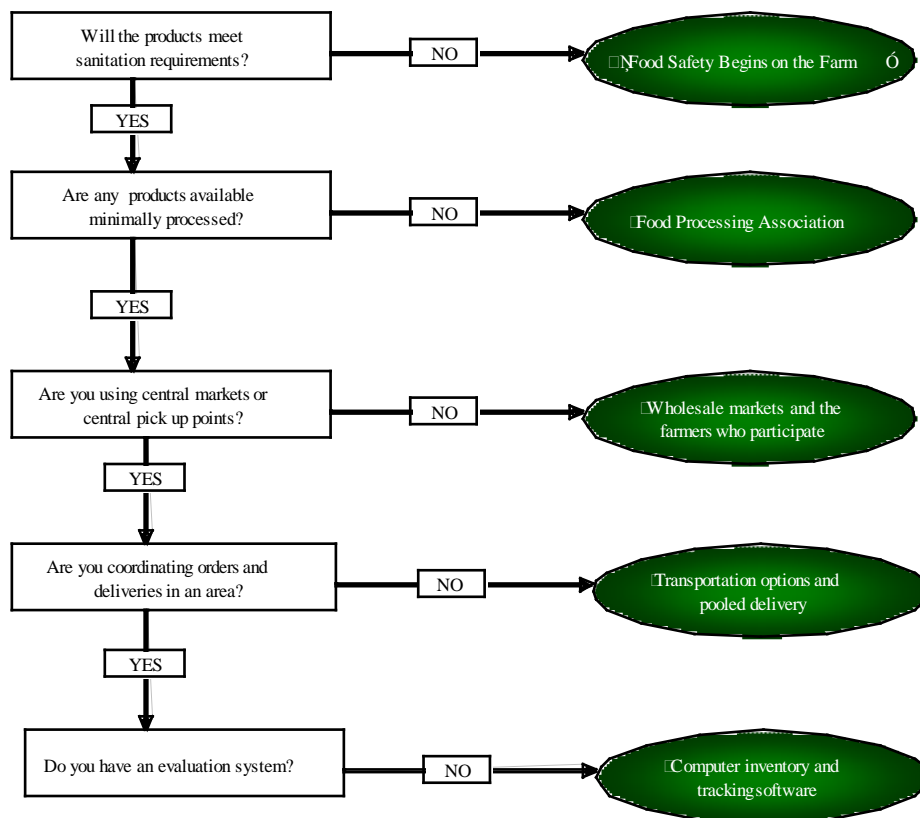 Will the products meet
sanitation requirements?
NO
□ŅFood Safety Begins on the Farm Ó
YES
Are any products available
minimally processed?
NO
□Food Processing Association
YES
Are you using central markets or
central pick up points?
NO
□Wholesale markets and the
farmers who participate
YES
Are you coordinating orders and
deliveries in an area?
NO
□Transportation options and
pooled delivery
YES
Do you have an evaluation system?
NO
□Computer inventory and
tracking software